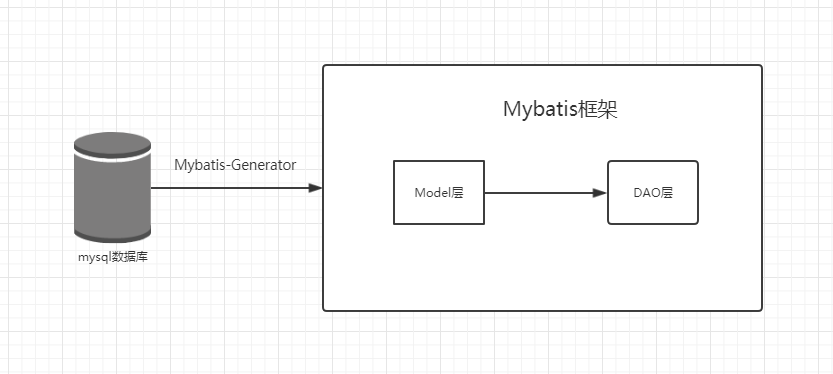 Mybatis框架
Mybatis-Generator
Model层
DAO层
mysql数据库